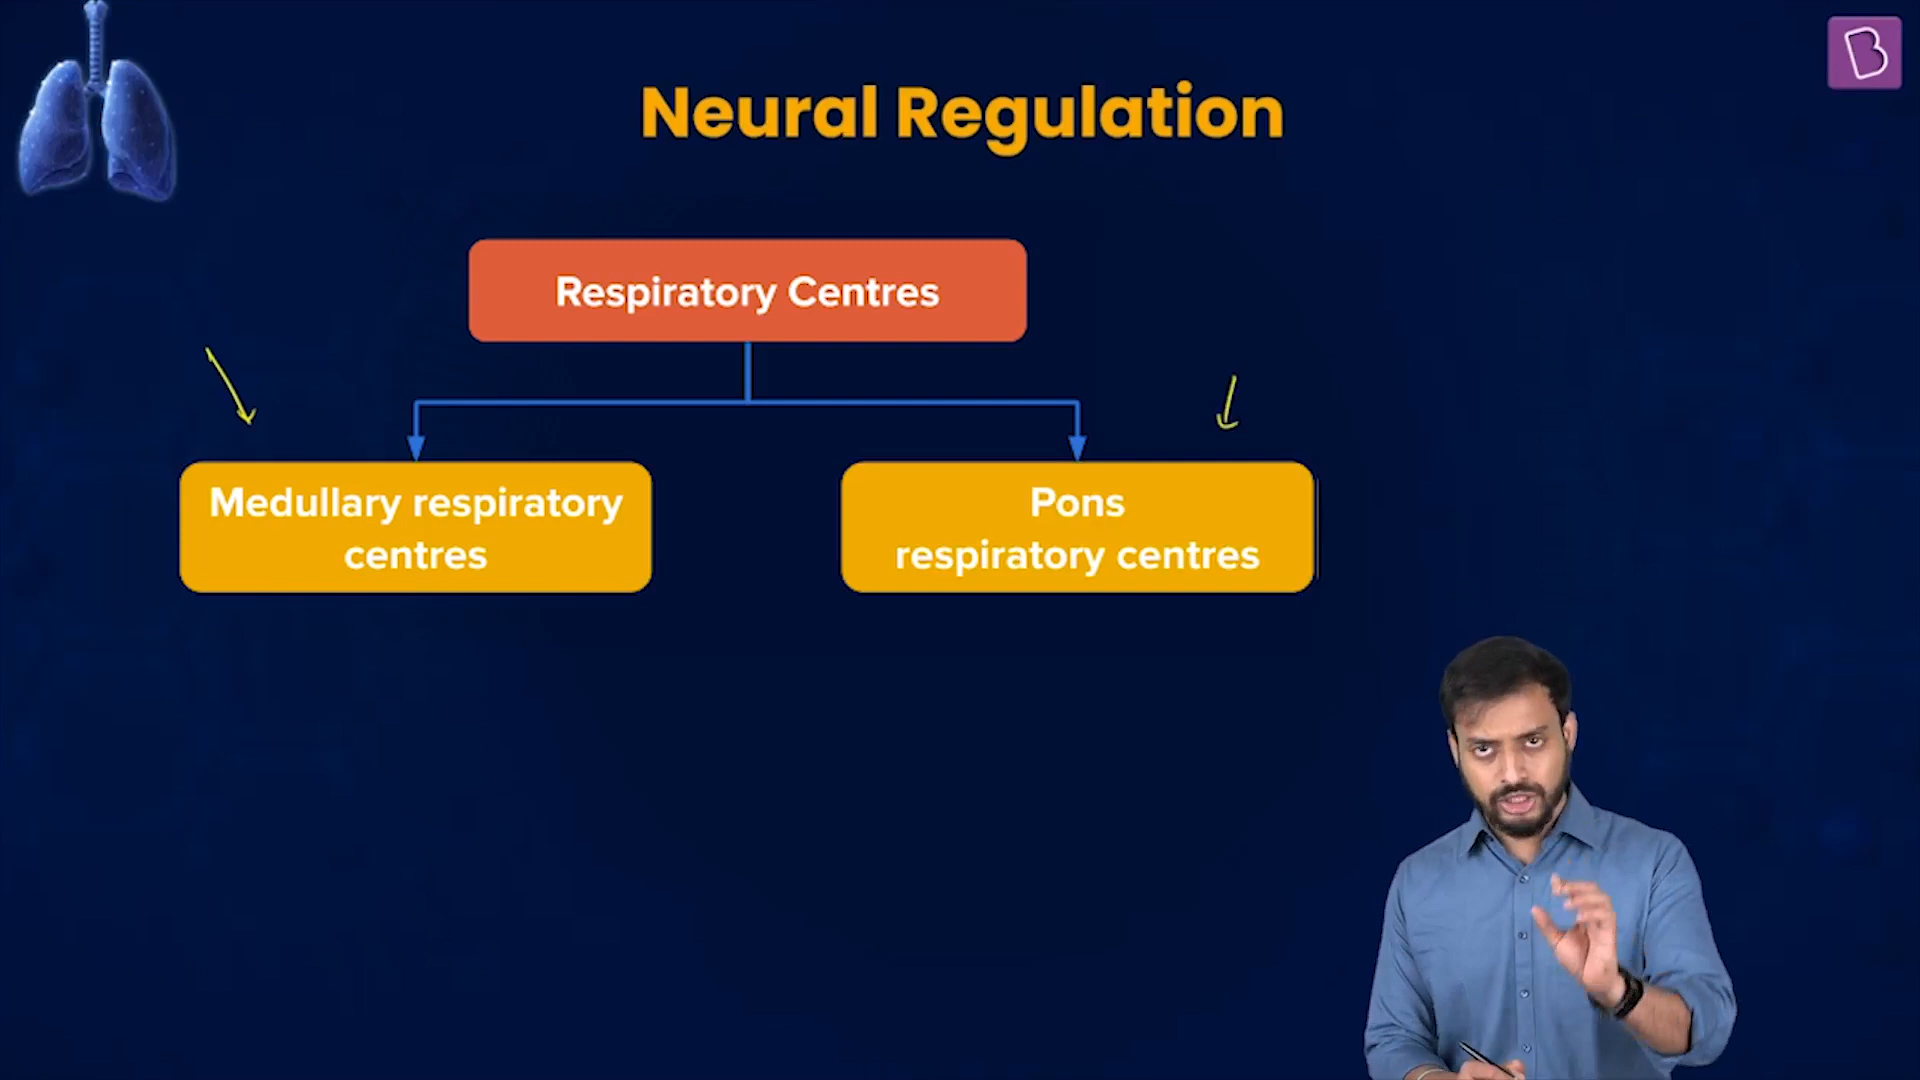 Neural Regulation
Respiratory Centres
Medullary respiratory
centres
Pons
respiratory centres